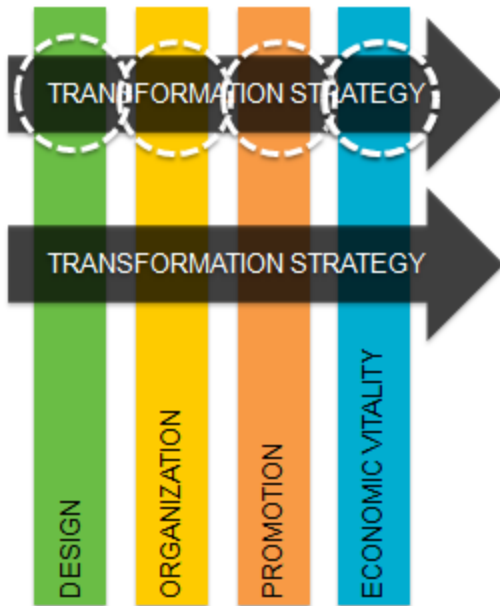 TRANSFORMATION STRATEGY
TRANSFORMATION STRATEGY
DESIGN
ORGANIZATION
PROMOTION
ECONOMIC VITALITY